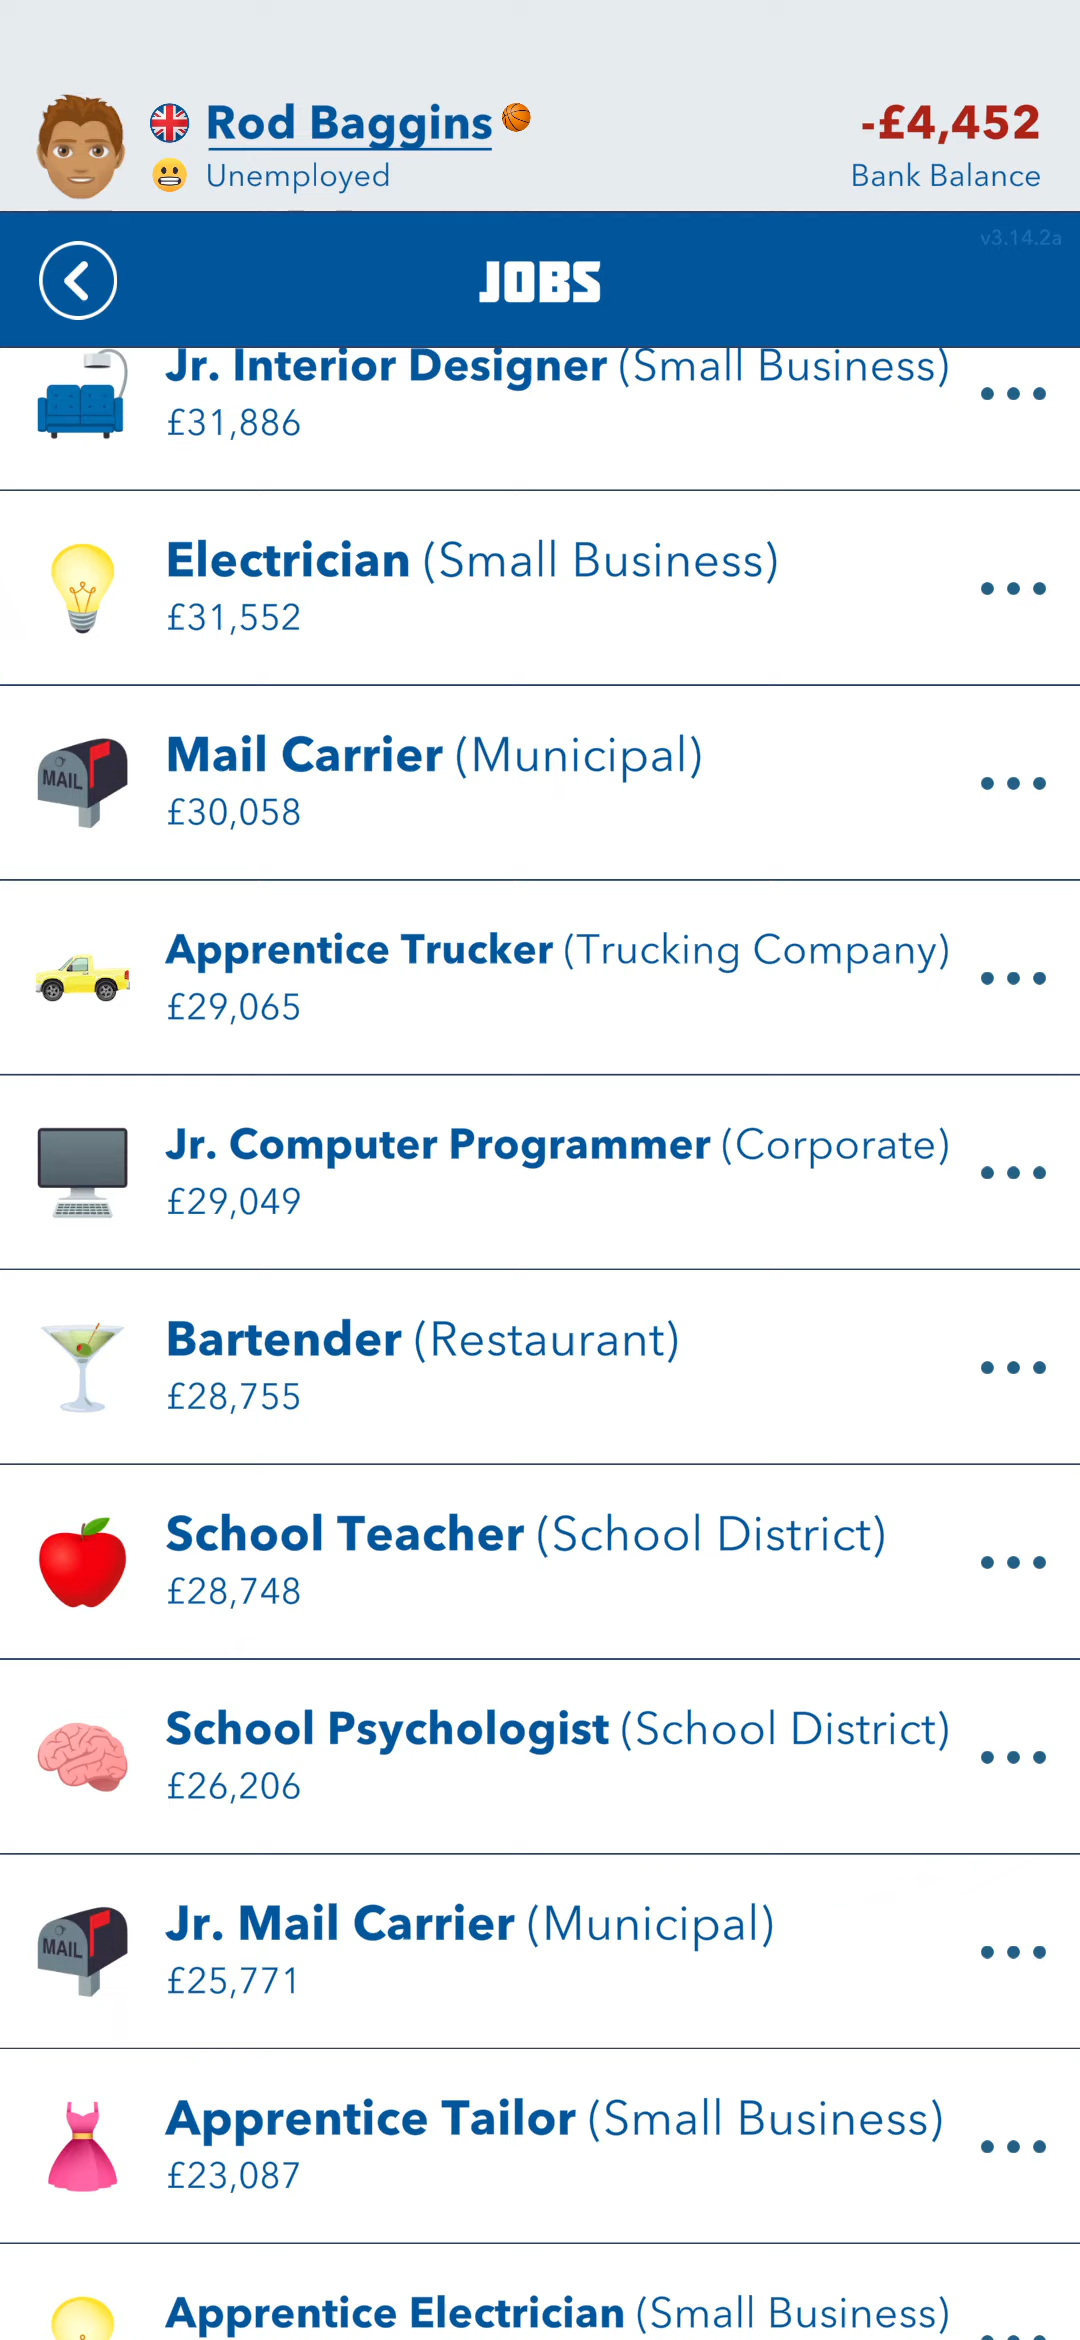 Rod Baggins
-£4,452
Unemployed
Bank Balance
v3.14.2a
JOBS
Jr. Interior Designer (Small Business)
£31,886
Electrician (Small Business)
£31,552
MAIL
Mail Carrier (Municipal)
£30,058
Apprentice Trucker (Trucking Company)
£29,065
Jr. Computer Programmer (Corporate)
£29,049
Bartender (Restaurant)
£28,755
School Teacher (School District)
£28,748
School Psychologist (School District)
£26,206
MAIL
Jr. Mail Carrier (Municipal)
£25,771
Apprentice Tailor (Small Business)
£23,087
Apprentice Electrician (Small Business)